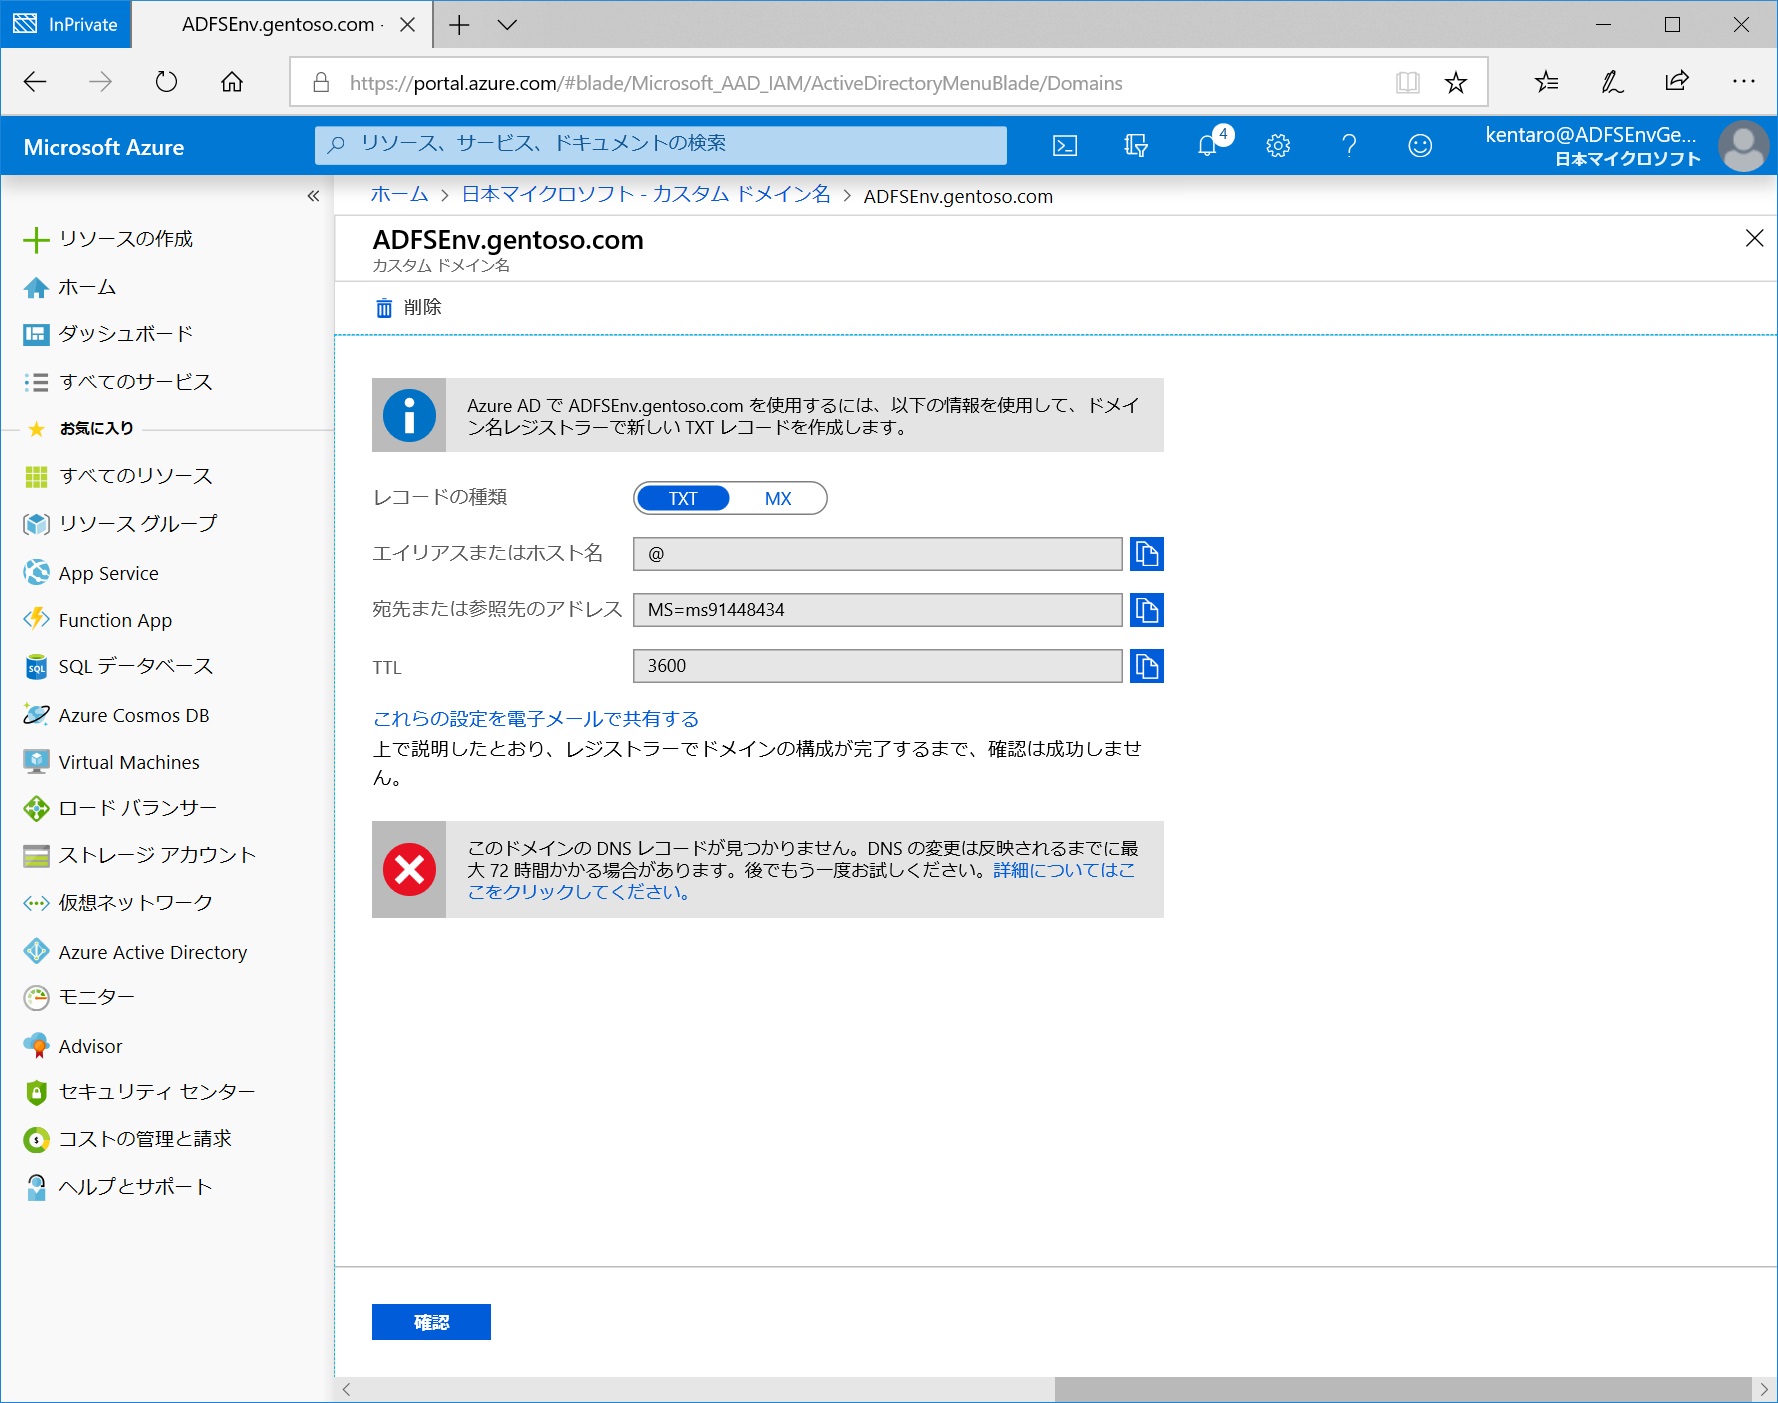 InPrivate
ADFSEnv.gentoso.com ·
https://portal.azure.com/#blade/Microsoft_AAD_IAM/ActiveDirectoryMenuBlade/Domains
Microsoft Azure
リソース、サービス、ドキュメントの検索
4
kentaro@ADFSEnvGe...
日本マイクロソフト
ホーム > 日本マイクロソフト - カスタム ドメイン名 > ADFSEnv.gentoso.com
ADFSEnv.gentoso.com
カスタム ドメイン名
削除
リソースの作成
ホーム
ダッシュボード
すべてのサービス
お気に入り
すべてのリソース
リソース グループ
App Service
Function App
SQL データベース
Azure Cosmos DB
Virtual Machines
ロード バランサー
ストレージ アカウント
仮想ネットワーク
Azure Active Directory
モニター
Advisor
セキュリティ センター
コストの管理と請求
ヘルプとサポート
Azure AD で ADFSEnv.gentoso.com を使用するには、以下の情報を使用して、ドメイ
ン名レジストラーで新しい TXT レコードを作成します。
レコードの種類 TXT MX
エイリアスまたはホスト名 @
宛先または参照先のアドレス MS=ms91448434
TTL 3600
これらの設定を電子メールで共有する
上で説明したとおり、レジストラーでドメインの構成が完了するまで、確認は成功しませ
ん。
このドメインの DNS レコードが見つかりません。DNS の変更は反映されるまでに最
大 72 時間かかる場合があります。後でもう一度お試しください。詳細についてはこ
こをクリックしてください。
確認